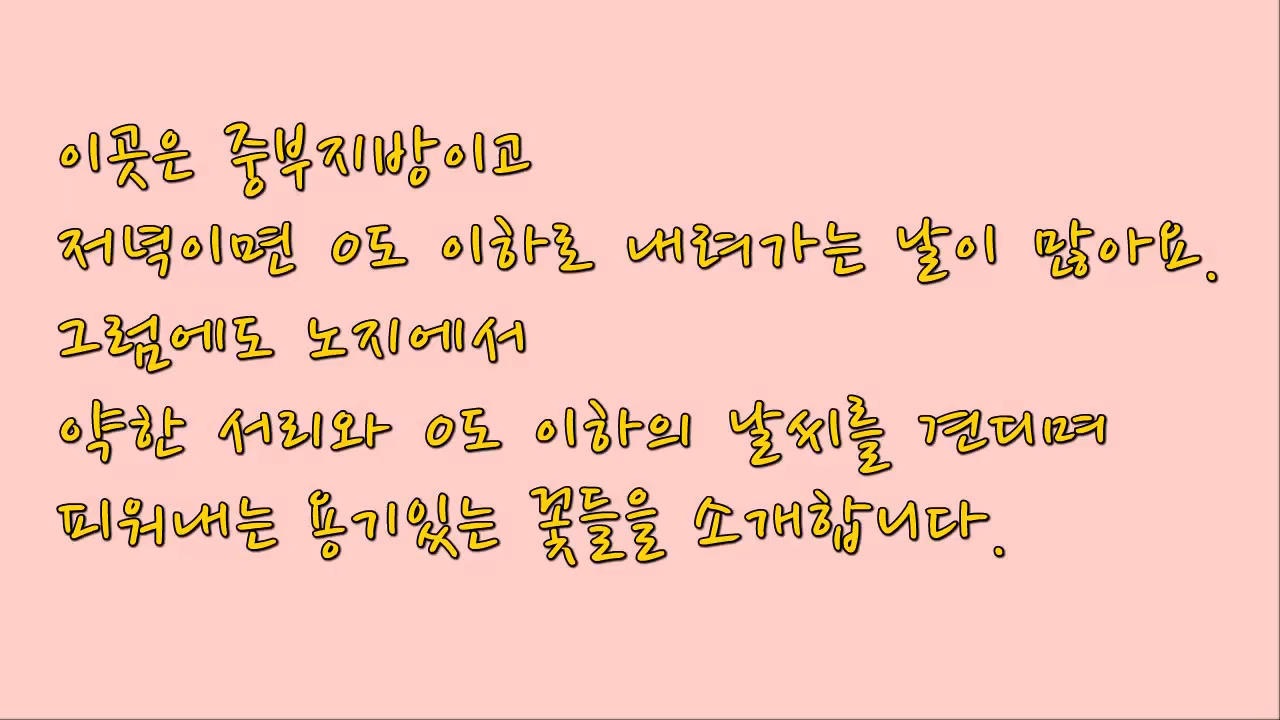 이곳은 중부지방이고
저녁이면 0도 이하로 내려가는 날이 많아요.
그럼에도 노지에서
약한 서리와 0도 이하의 날씨를 견디며
피워내는 용기있는 꽃들을 소개합니다.